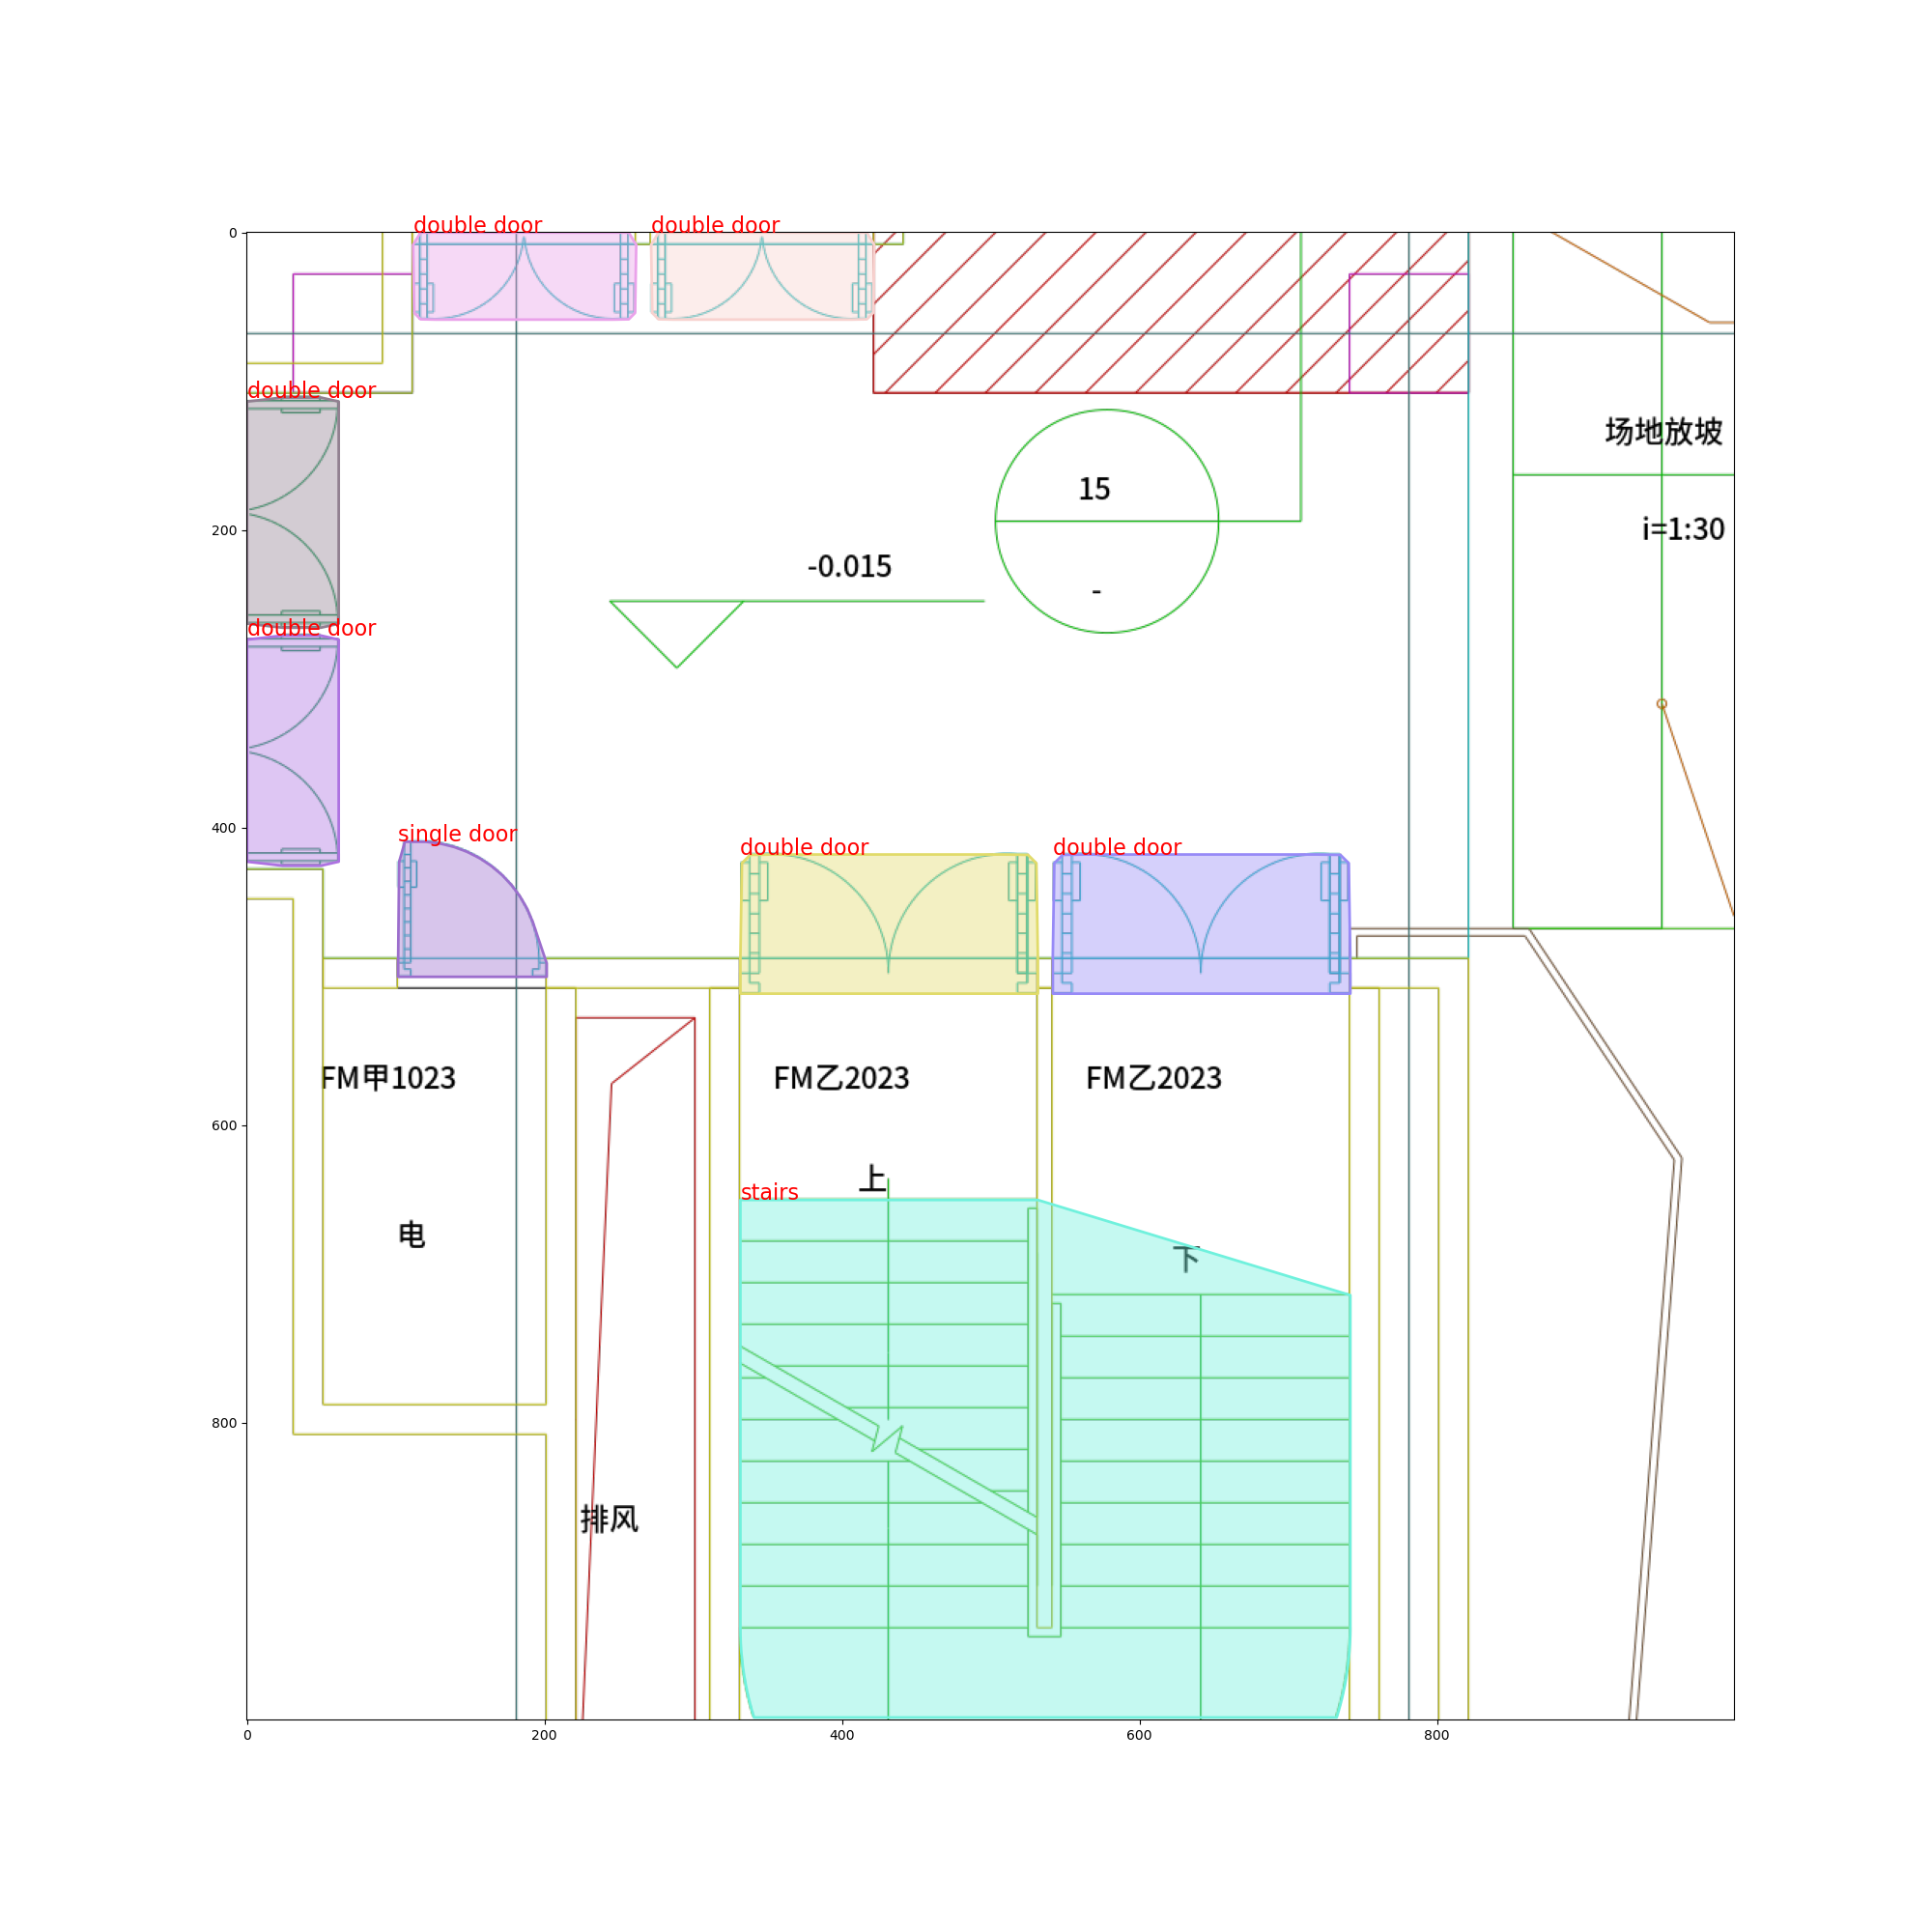 double door
double door
0
double door
场地放坡
15
i=1:30
200
-0.015
-
double door
400
single door
double door
double door
FM甲1023
FM乙2023
FM乙2023
600
上
stairs
电
下
800
排风
0
200
400
600
800